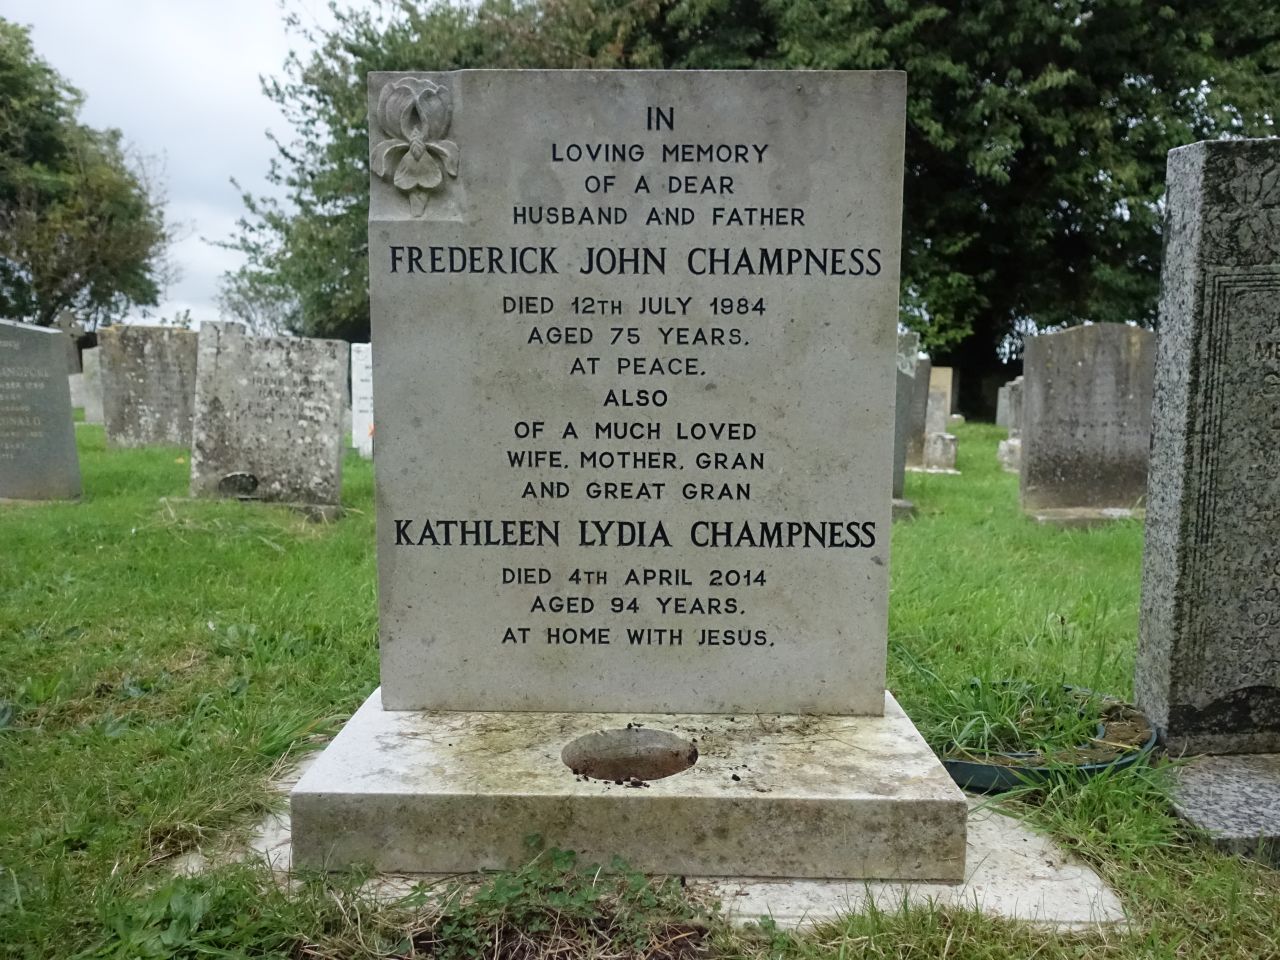 IN
LOVING MEMORY
OF A DEAR
HUSBAND AND FATHER
FREDERICK JOHN CHAMPNESS
DIED 12TH JULY 1984
AGED 75 YEARS.
AT PEACE.
ALSO
OF A MUCH LOVED
WIFE, MOTHER, GRAN
AND GREAT GRAN
KATHLEEN LYDIA CHAMPNESS
DIED 4TH APRIL 2014
AGED 94 YEARS.
AT HOME WITH JESUS.